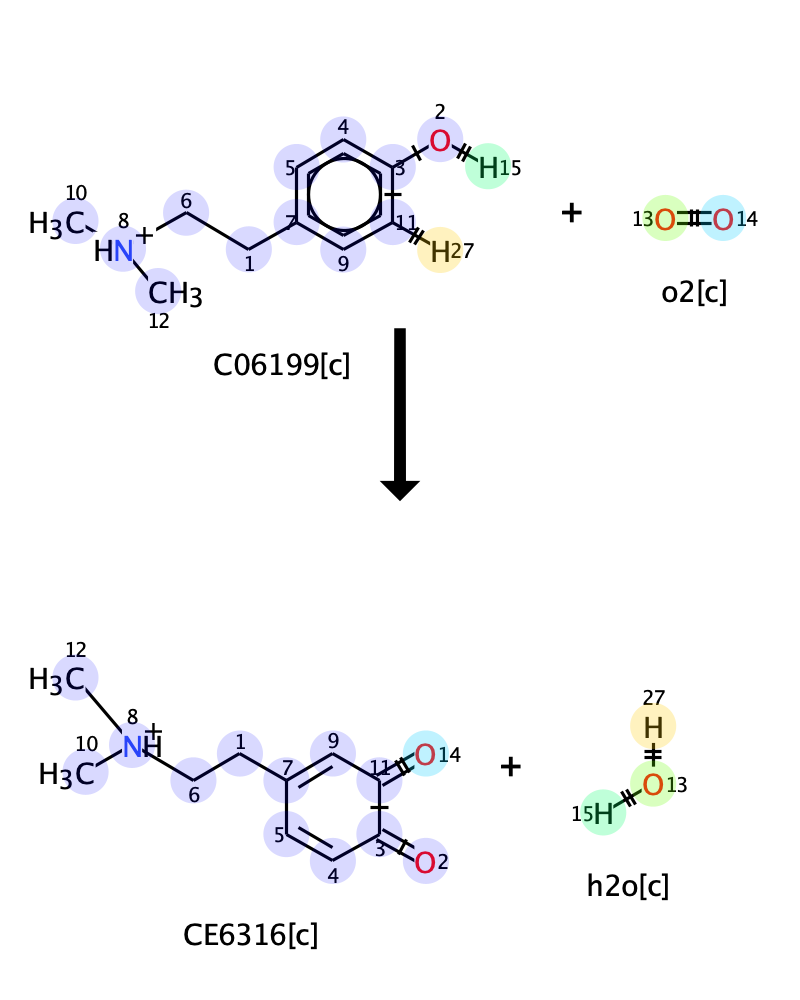 2
4
3
5
O
H15
10
6
H3C
8
+
7
11
13O
O14
+
HN
H27
1
9
CH3
o2[c]
12
C06199[c]
12
H3C
27
8
1
9
H
+
NH
O14
10
7
11
+
H3C
O13
6
15H
5
3
4
O2
h2o[c]
CE6316[c]